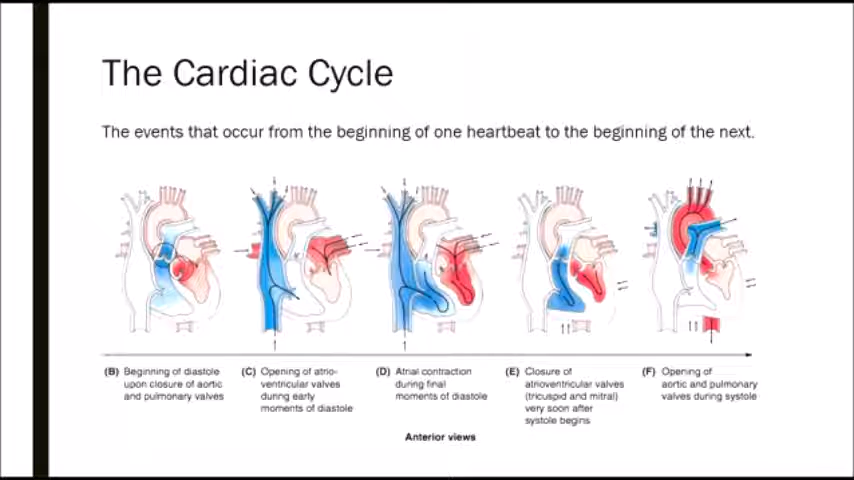 The Cardiac Cycle
The events that occur from the beginning of one heartbeat to the beginning of the next.
(B) Beginning of diastole
upon closure of aortic
and pulmonary valves
(C) Opening of atrio-
ventricular valves
during early
moments of diastole
(D) Atrial contraction
during final
moments of diastole
(E) Closure of
atrioventricular valves
(tricuspid and mitral)
very soon after
systole begins
(F) Opening of
aortic and pulmonary
valves during systole
Anterior views